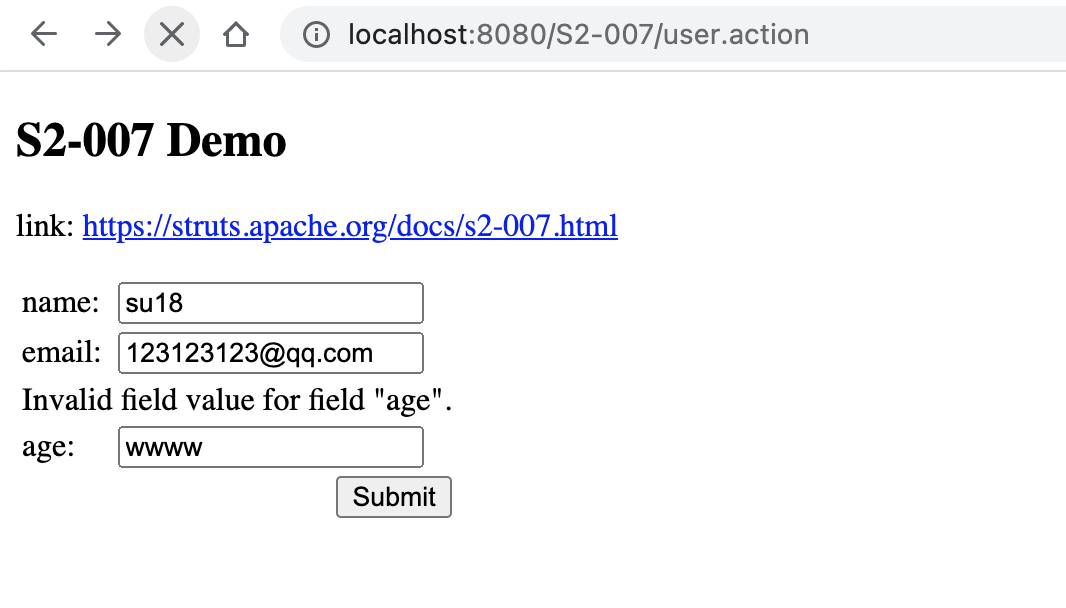 localhost:8080/S2-007/user.action
S2-007 Demo
link: https://struts.apache.org/docs/s2-007.html
name: su18
email: 123123123@qq.com
Invalid field value for field "age".
age: wwww
Submit